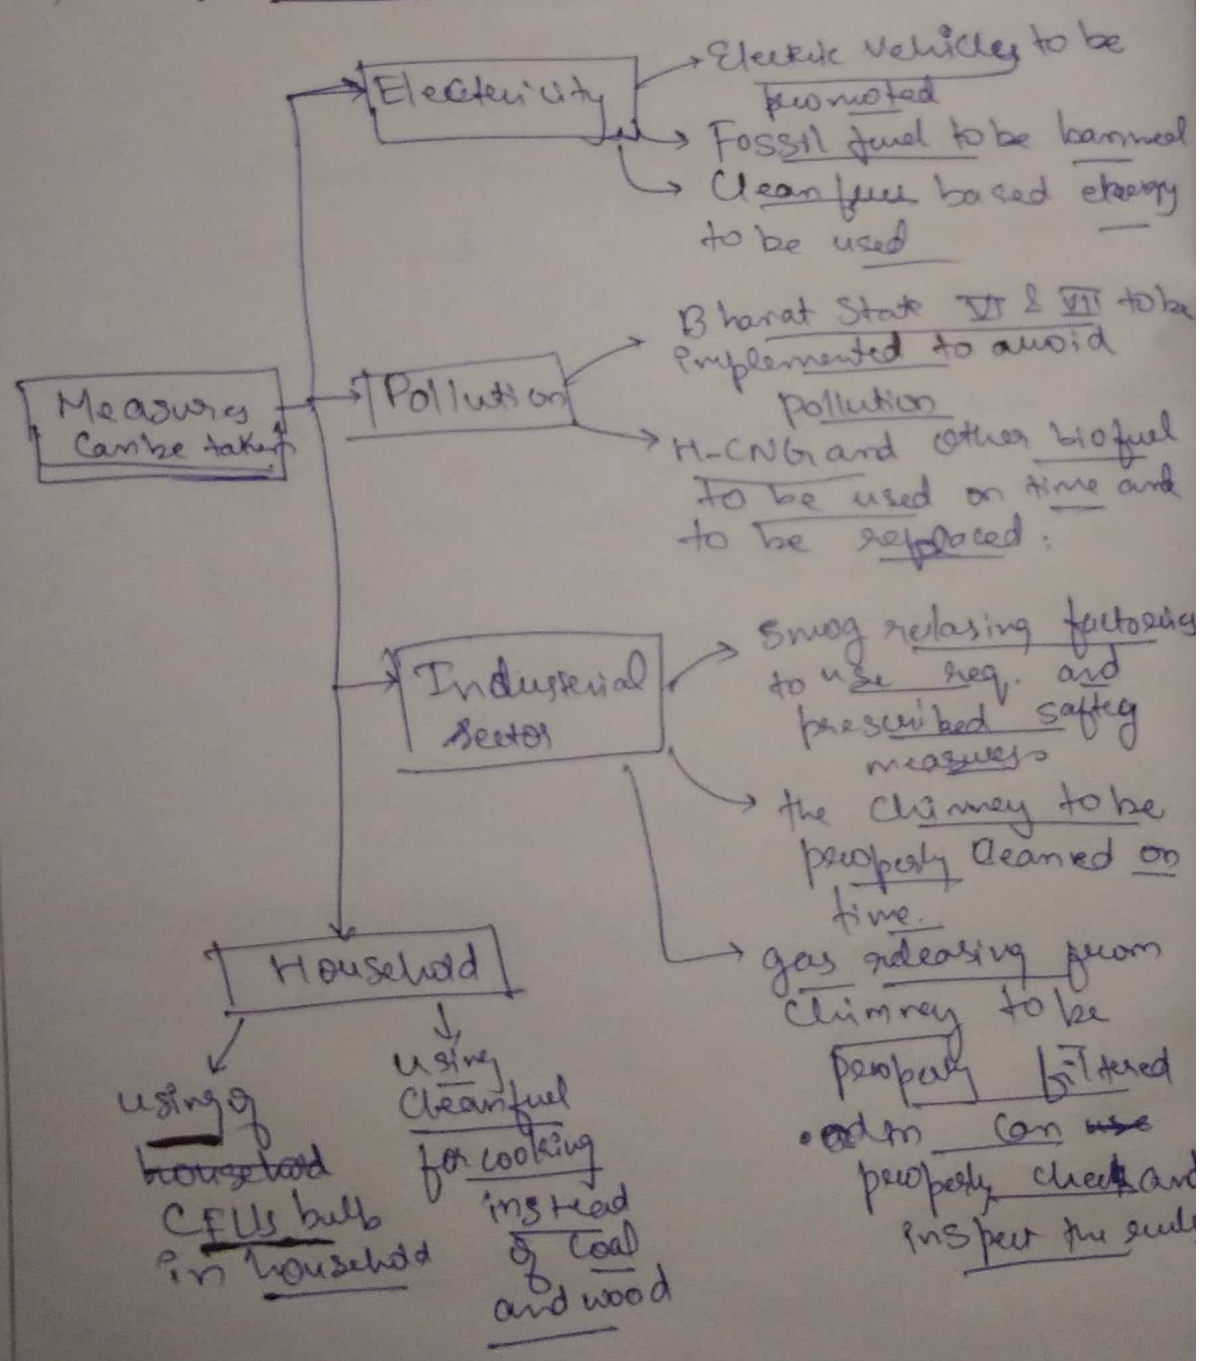 Electricity
Electric Vehicles to be
promoted
Fossil fuel to be banned
Clean fuel based energy
to be used
Measures
Can be taken
Pollution
Bharat State VI & VII to be
implemented to avoid
pollution
H-CNG and other biofuel
to be used on time and
to be replaced.
Industrial
Sector
Smog relasing factories
to use req. and
prescribed saftey
measures
the chimney to be
properly cleaned on
time.
gas releasing from
chimney to be
properly filtered
can use
properly check and
inspect the rule
Household
using of
household
CFLs bulb
in household
using
Clean fuel
for cooking
instead
of coal
and wood